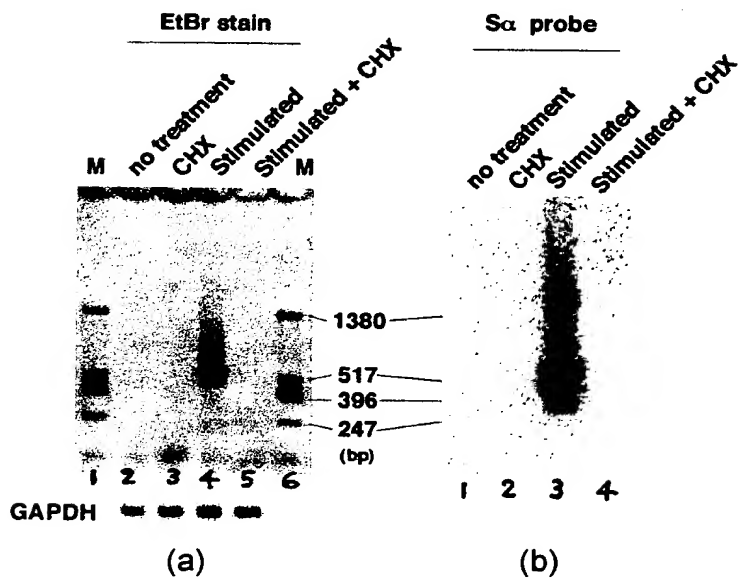 EtBr stain
Sα probe
M no treatment CHX Stimulated Stimulated + CHX M
no treatment CHX Stimulated Stimulated + CHX
1380
517
396
247
(bp)
1 2 3 4 5 6
1 2 3 4
GAPDH
(a) (b)